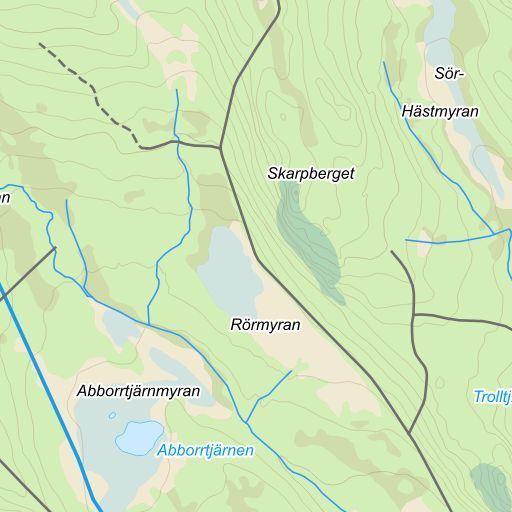 Sör-
Hästmyran
Skarpberget
Rörmyran
Abborrtjärnmyran
Abborrtjärnen